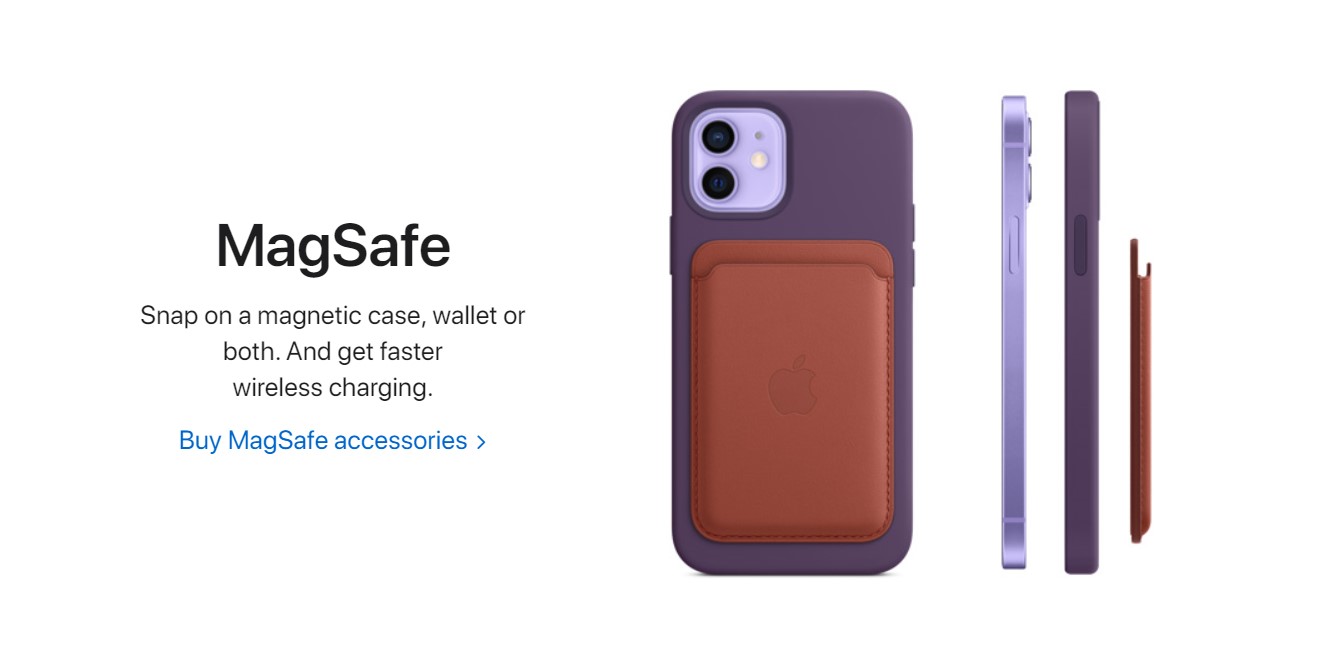 MagSafe
Snap on a magnetic case, wallet or
both. And get faster
wireless charging.
Buy MagSafe accessories >